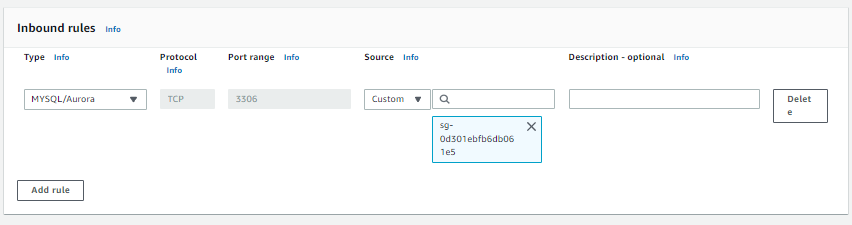 Inbound rules Info
Type Info
Protocol
Info
Port range Info
Source Info
Description - optional Info
MYSQL/Aurora
TCP
3306
Custom
Delet
e
sg-
0d301ebfb6db06
1e5
Add rule